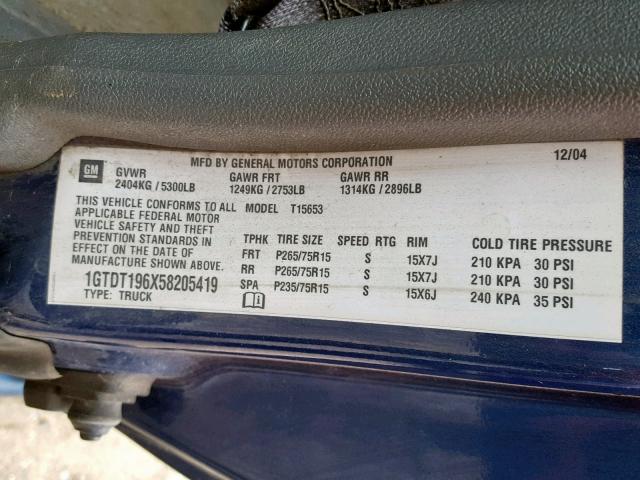 MFD BY GENERAL MOTORS CORPORATION 12/04
GM GVWR GAWR FRT GAWR RR
2404KG / 5300LB 1249KG / 2753LB 1314KG / 2896LB
THIS VEHICLE CONFORMS TO ALL MODEL T15653
APPLICABLE FEDERAL MOTOR
VEHICLE SAFETY AND THEFT
PREVENTION STANDARDS IN
EFFECT ON THE DATE OF
MANUFACTURE SHOWN ABOVE.
1GTDT196X58205419
TYPE: TRUCK
TPHK TIRE SIZE SPEED RTG RIM COLD TIRE PRESSURE
FRT P265/75R15 S 15X7J 210 KPA 30 PSI
RR P265/75R15 S 15X7J 210 KPA 30 PSI
SPA P235/75R15 S 15X6J 240 KPA 35 PSI